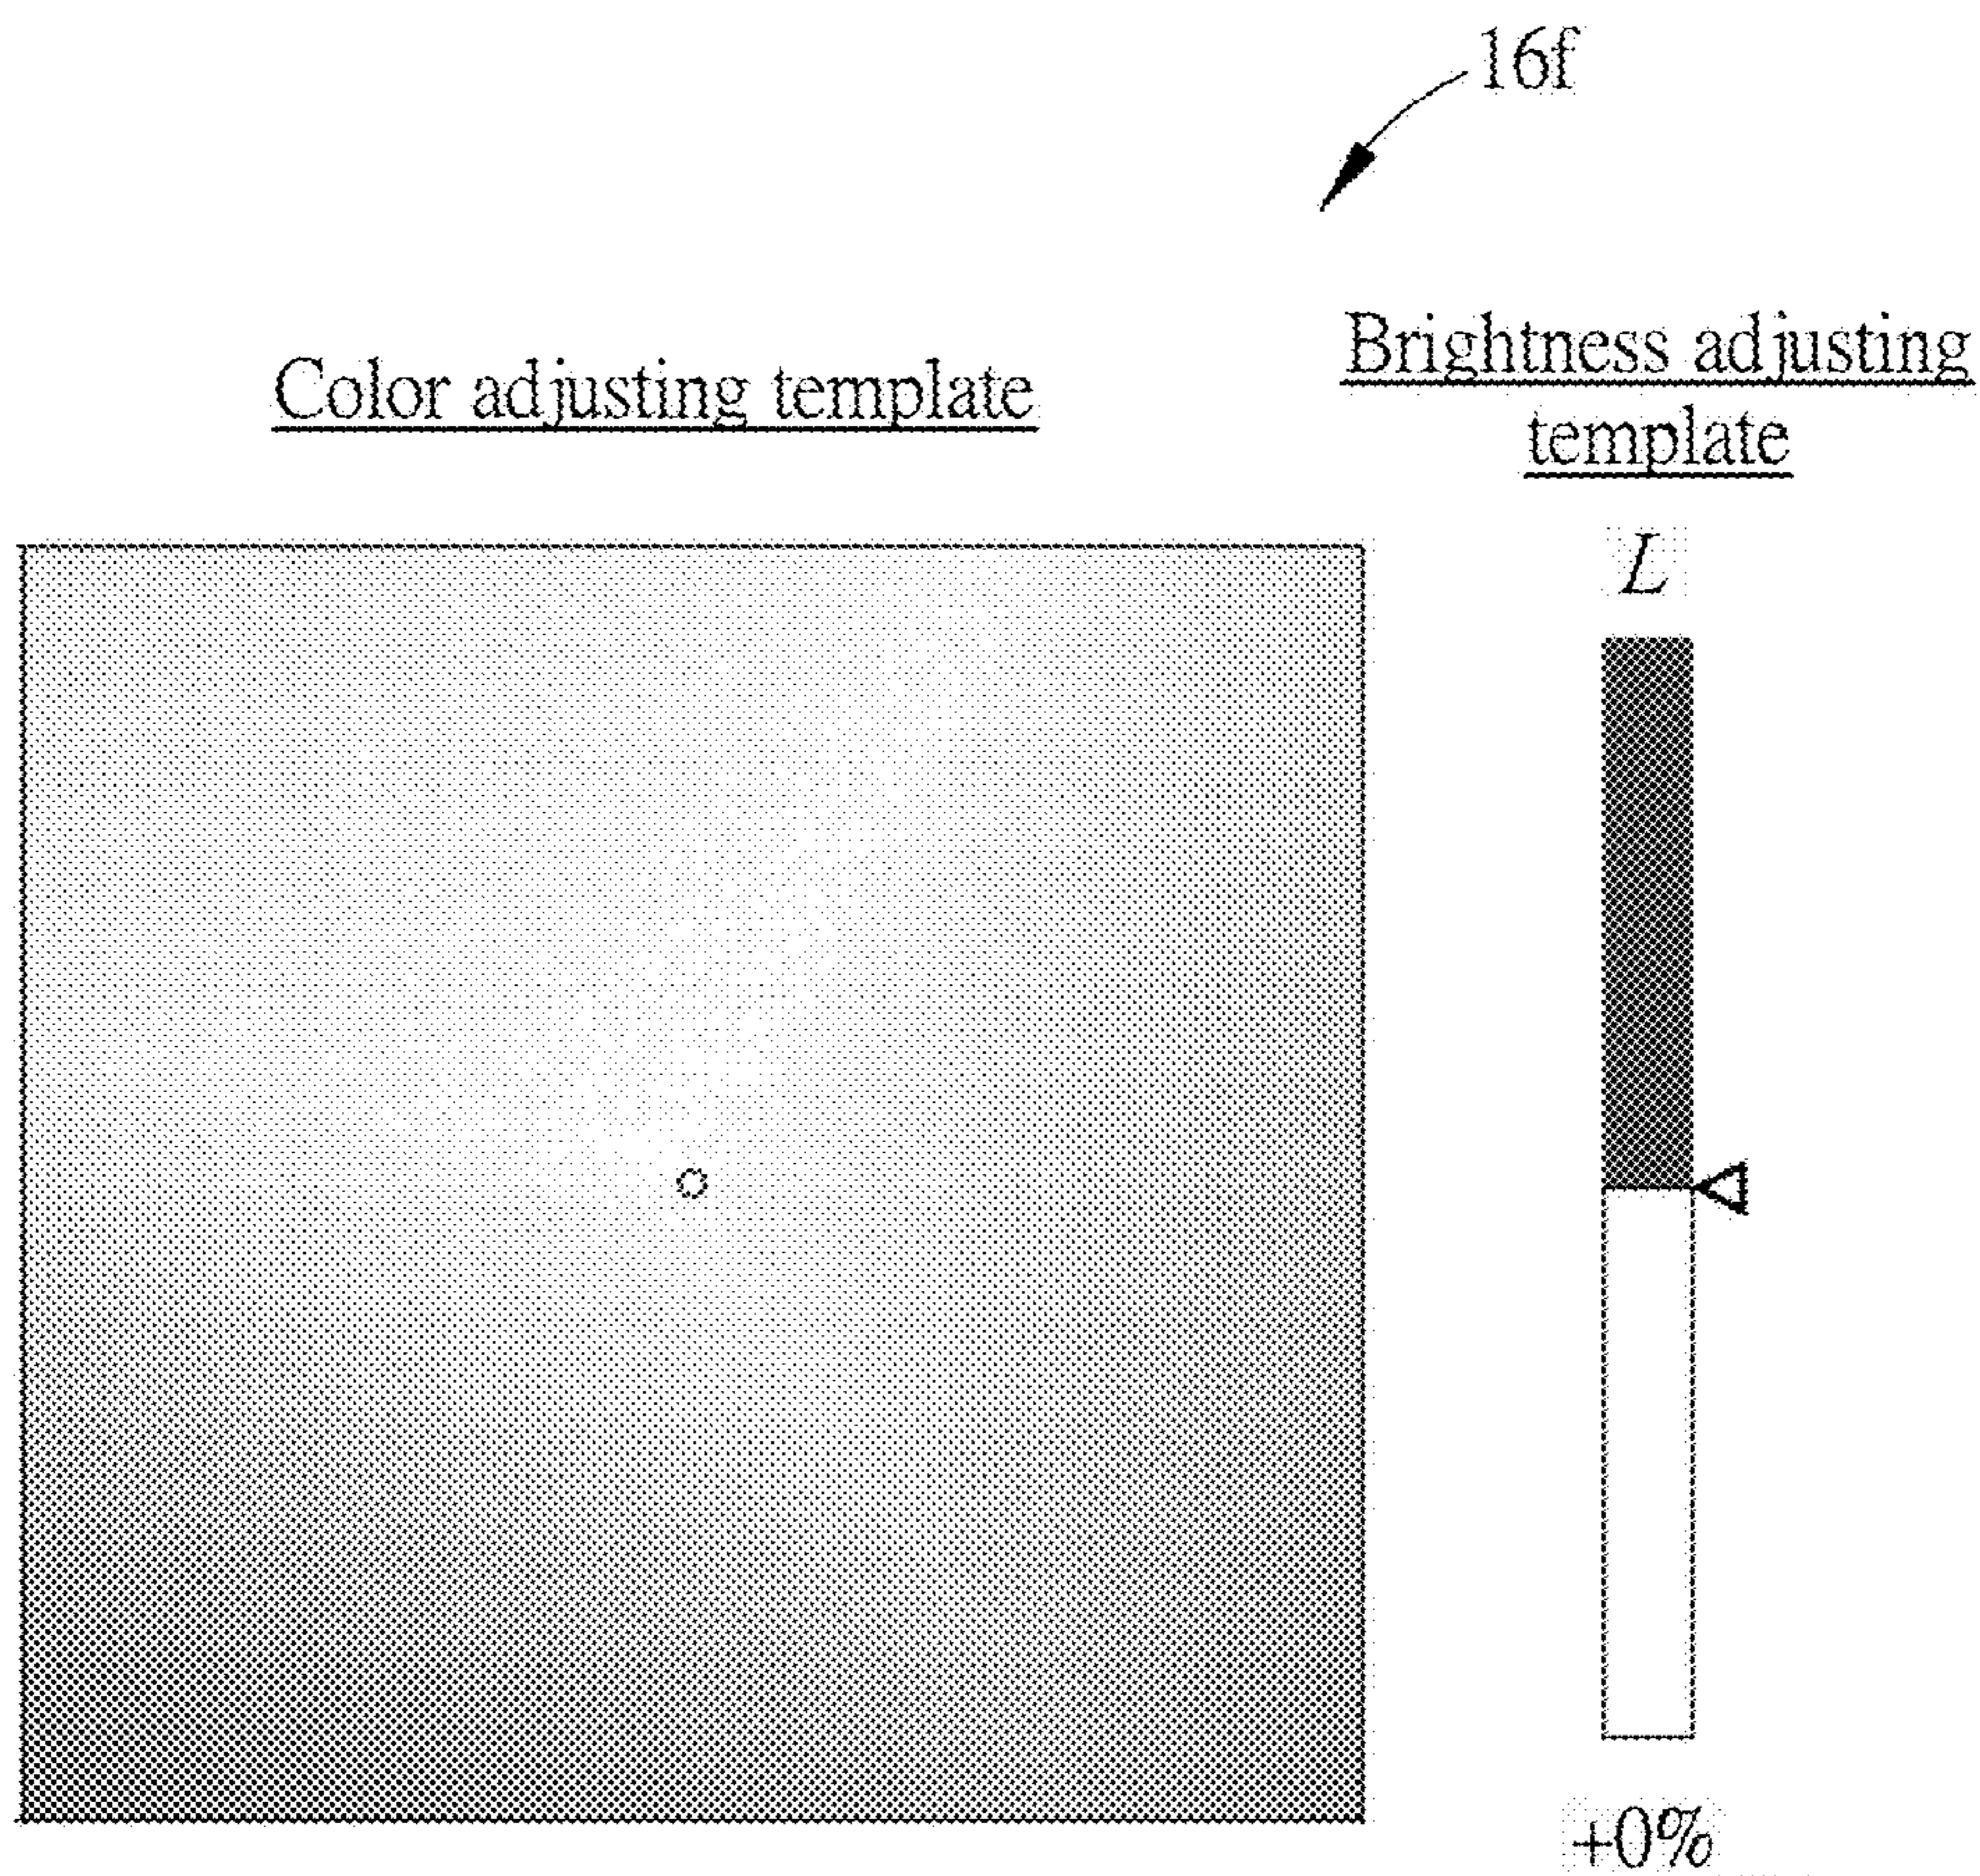 16f
Color adjusting template
Brightness adjusting
template
L
+0%